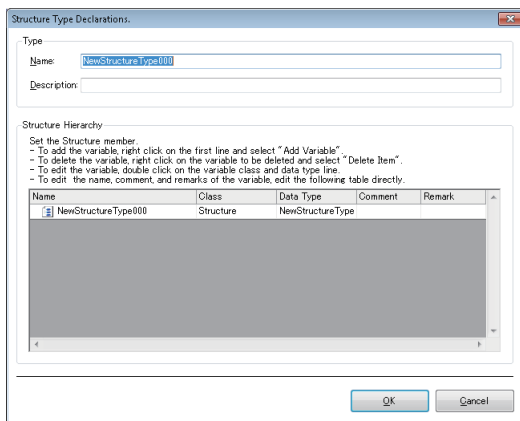 Structure Type Declarations.
Type
Name: NewStructureType000
Description:
Structure Hierarchy
Set the Structure member.
- To add the variable, right click on the first line and select "Add Variable".
- To delete the variable, right click on the variable to be deleted and select "Delete Item".
- To edit the variable, double click on the variable class and data type line.
- To edit the name, comment, and remarks of the variable, edit the following table directly.
Name Class Data Type Comment Remark
NewStructureType000 Structure NewStructureType
OK Cancel